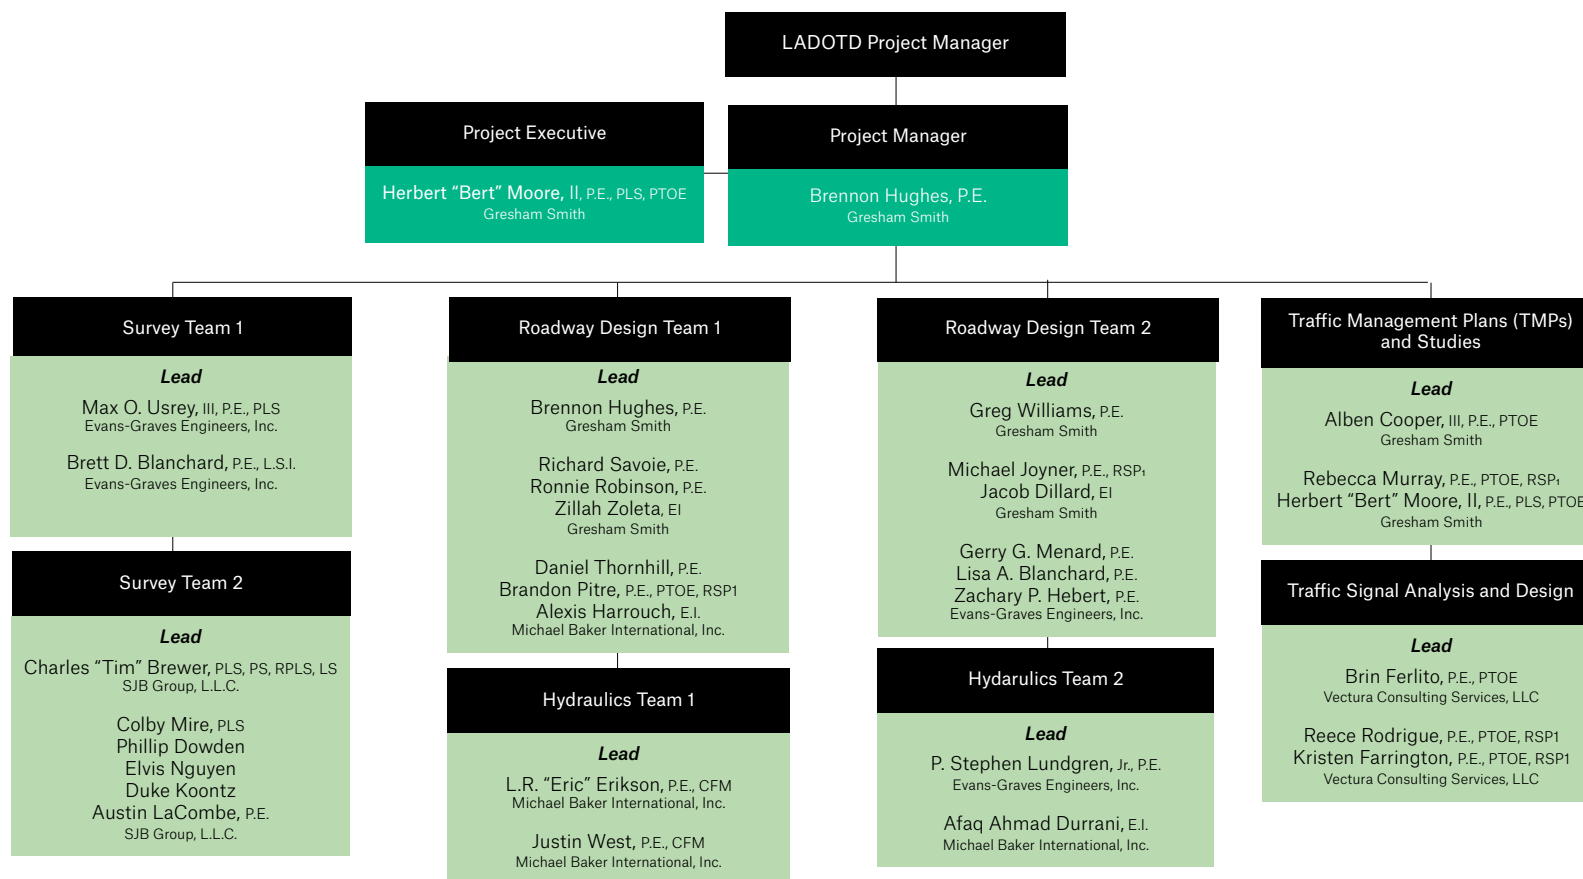 LADOTD Project Manager
Project Executive
Herbert “Bert” Moore, II, P.E., PLS, PTOE
Gresham Smith
Project Manager
Brennon Hughes, P.E.
Gresham Smith
Survey Team 1
Lead
Max O. Usrey, III, P.E., PLS
Evans-Graves Engineers, Inc.
Brett D. Blanchard, P.E., L.S.I.
Evans-Graves Engineers, Inc.
Survey Team 2
Lead
Charles “Tim” Brewer, PLS, PS, RPLS, LS
SJB Group, L.L.C.
Colby Mire, PLS
Phillip Dowden
Elvis Nguyen
Duke Koontz
Austin LaCombe, P.E.
SJB Group, L.L.C.
Roadway Design Team 1
Lead
Brennon Hughes, P.E.
Gresham Smith
Richard Savoie, P.E.
Ronnie Robinson, P.E.
Zillah Zoleta, EI
Gresham Smith
Daniel Thornhill, P.E.
Brandon Pitre, P.E., PTOE, RSP1
Alexis Harrouch, E.I.
Michael Baker International, Inc.
Hydraulics Team 1
Lead
L.R. “Eric” Erikson, P.E., CFM
Michael Baker International, Inc.
Justin West, P.E., CFM
Michael Baker International, Inc.
Roadway Design Team 2
Lead
Greg Williams, P.E.
Gresham Smith
Michael Joyner, P.E., RSP₁
Jacob Dillard, EI
Gresham Smith
Gerry G. Menard, P.E.
Lisa A. Blanchard, P.E.
Zachary P. Hebert, P.E.
Evans-Graves Engineers, Inc.
Hydarulics Team 2
Lead
P. Stephen Lundgren, Jr., P.E.
Evans-Graves Engineers, Inc.
Afaq Ahmad Durrani, E.I.
Michael Baker International, Inc.
Traffic Management Plans (TMPs)
and Studies
Lead
Alben Cooper, III, P.E., PTOE
Gresham Smith
Rebecca Murray, P.E., PTOE, RSP₁
Herbert “Bert” Moore, II, P.E., PLS, PTOE
Gresham Smith
Traffic Signal Analysis and Design
Lead
Brin Ferlito, P.E., PTOE
Vectura Consulting Services, LLC
Reece Rodrigue, P.E., PTOE, RSP1
Kristen Farrington, P.E., PTOE, RSP1
Vectura Consulting Services, LLC